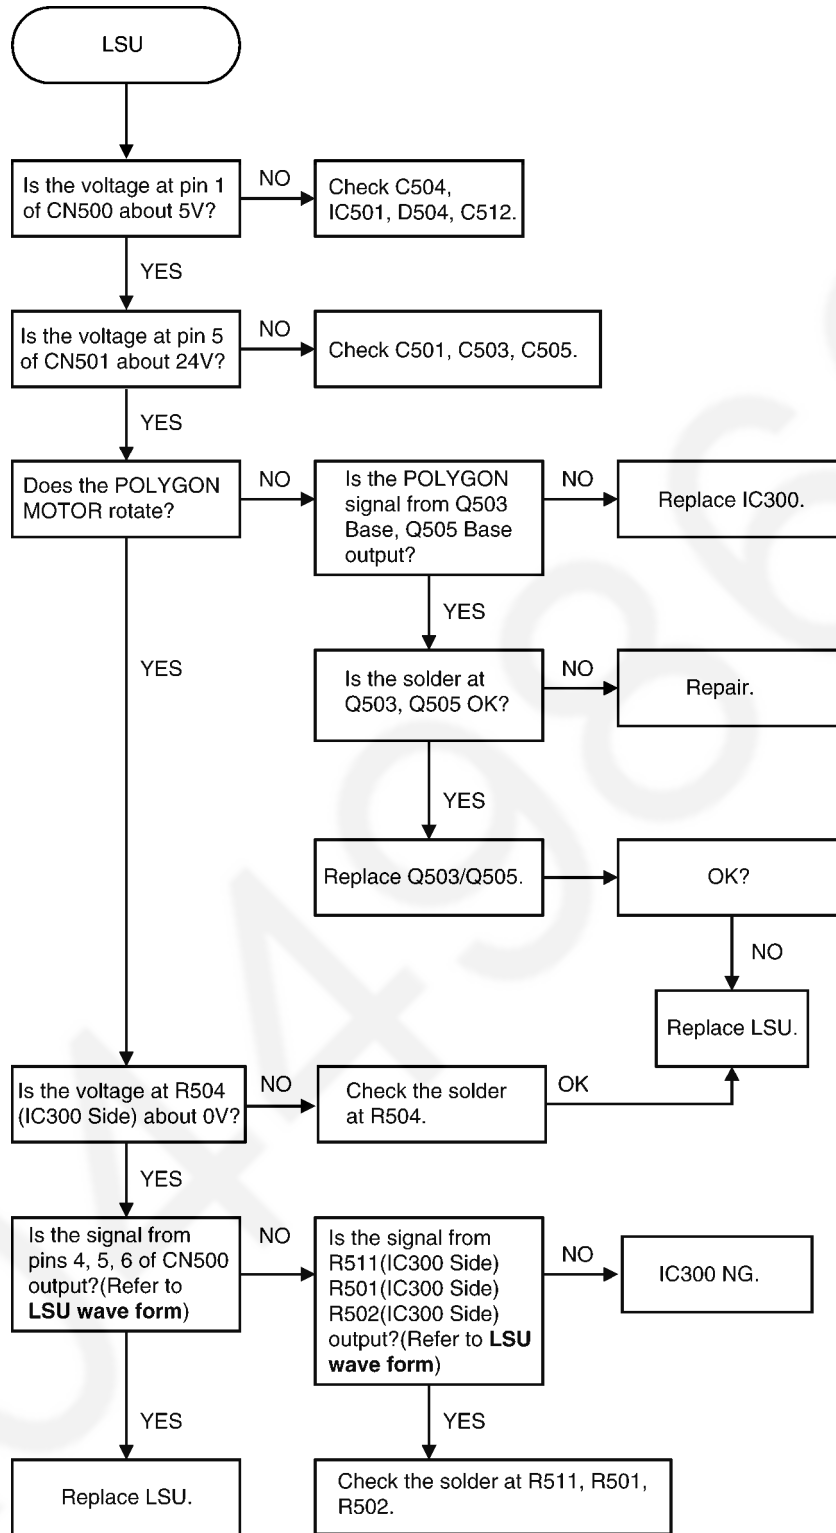 LSU
Is the voltage at pin 1
of CN500 about 5V?
NO
Check C504,
IC501, D504, C512.
YES
Is the voltage at pin 5
of CN501 about 24V?
NO
Check C501, C503, C505.
YES
Does the POLYGON
MOTOR rotate?
NO
Is the POLYGON
signal from Q503
Base, Q505 Base
output?
NO
Replace IC300.
YES
YES
Is the solder at
Q503, Q505 OK?
NO
Repair.
YES
Replace Q503/Q505.
OK?
NO
Replace LSU.
Is the voltage at R504
(IC300 Side) about 0V?
NO
Check the solder
at R504.
OK
YES
Is the signal from
pins 4, 5, 6 of CN500
output?(Refer to
LSU wave form)
NO
Is the signal from
R511(IC300 Side)
R501(IC300 Side)
R502(IC300 Side)
output?(Refer to LSU
wave form)
NO
IC300 NG.
YES
YES
Replace LSU.
Check the solder at R511, R501,
R502.